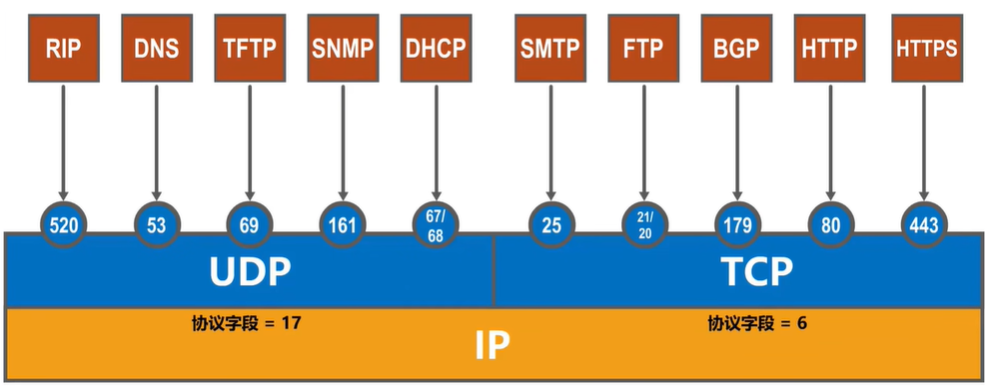 RIP DNS TFTP SNMP DHCP SMTP FTP BGP HTTP HTTPS
520 53 69 161 67/ 68 25 21/ 20 179 80 443
UDP TCP
协议字段 = 17 协议字段 = 6
IP